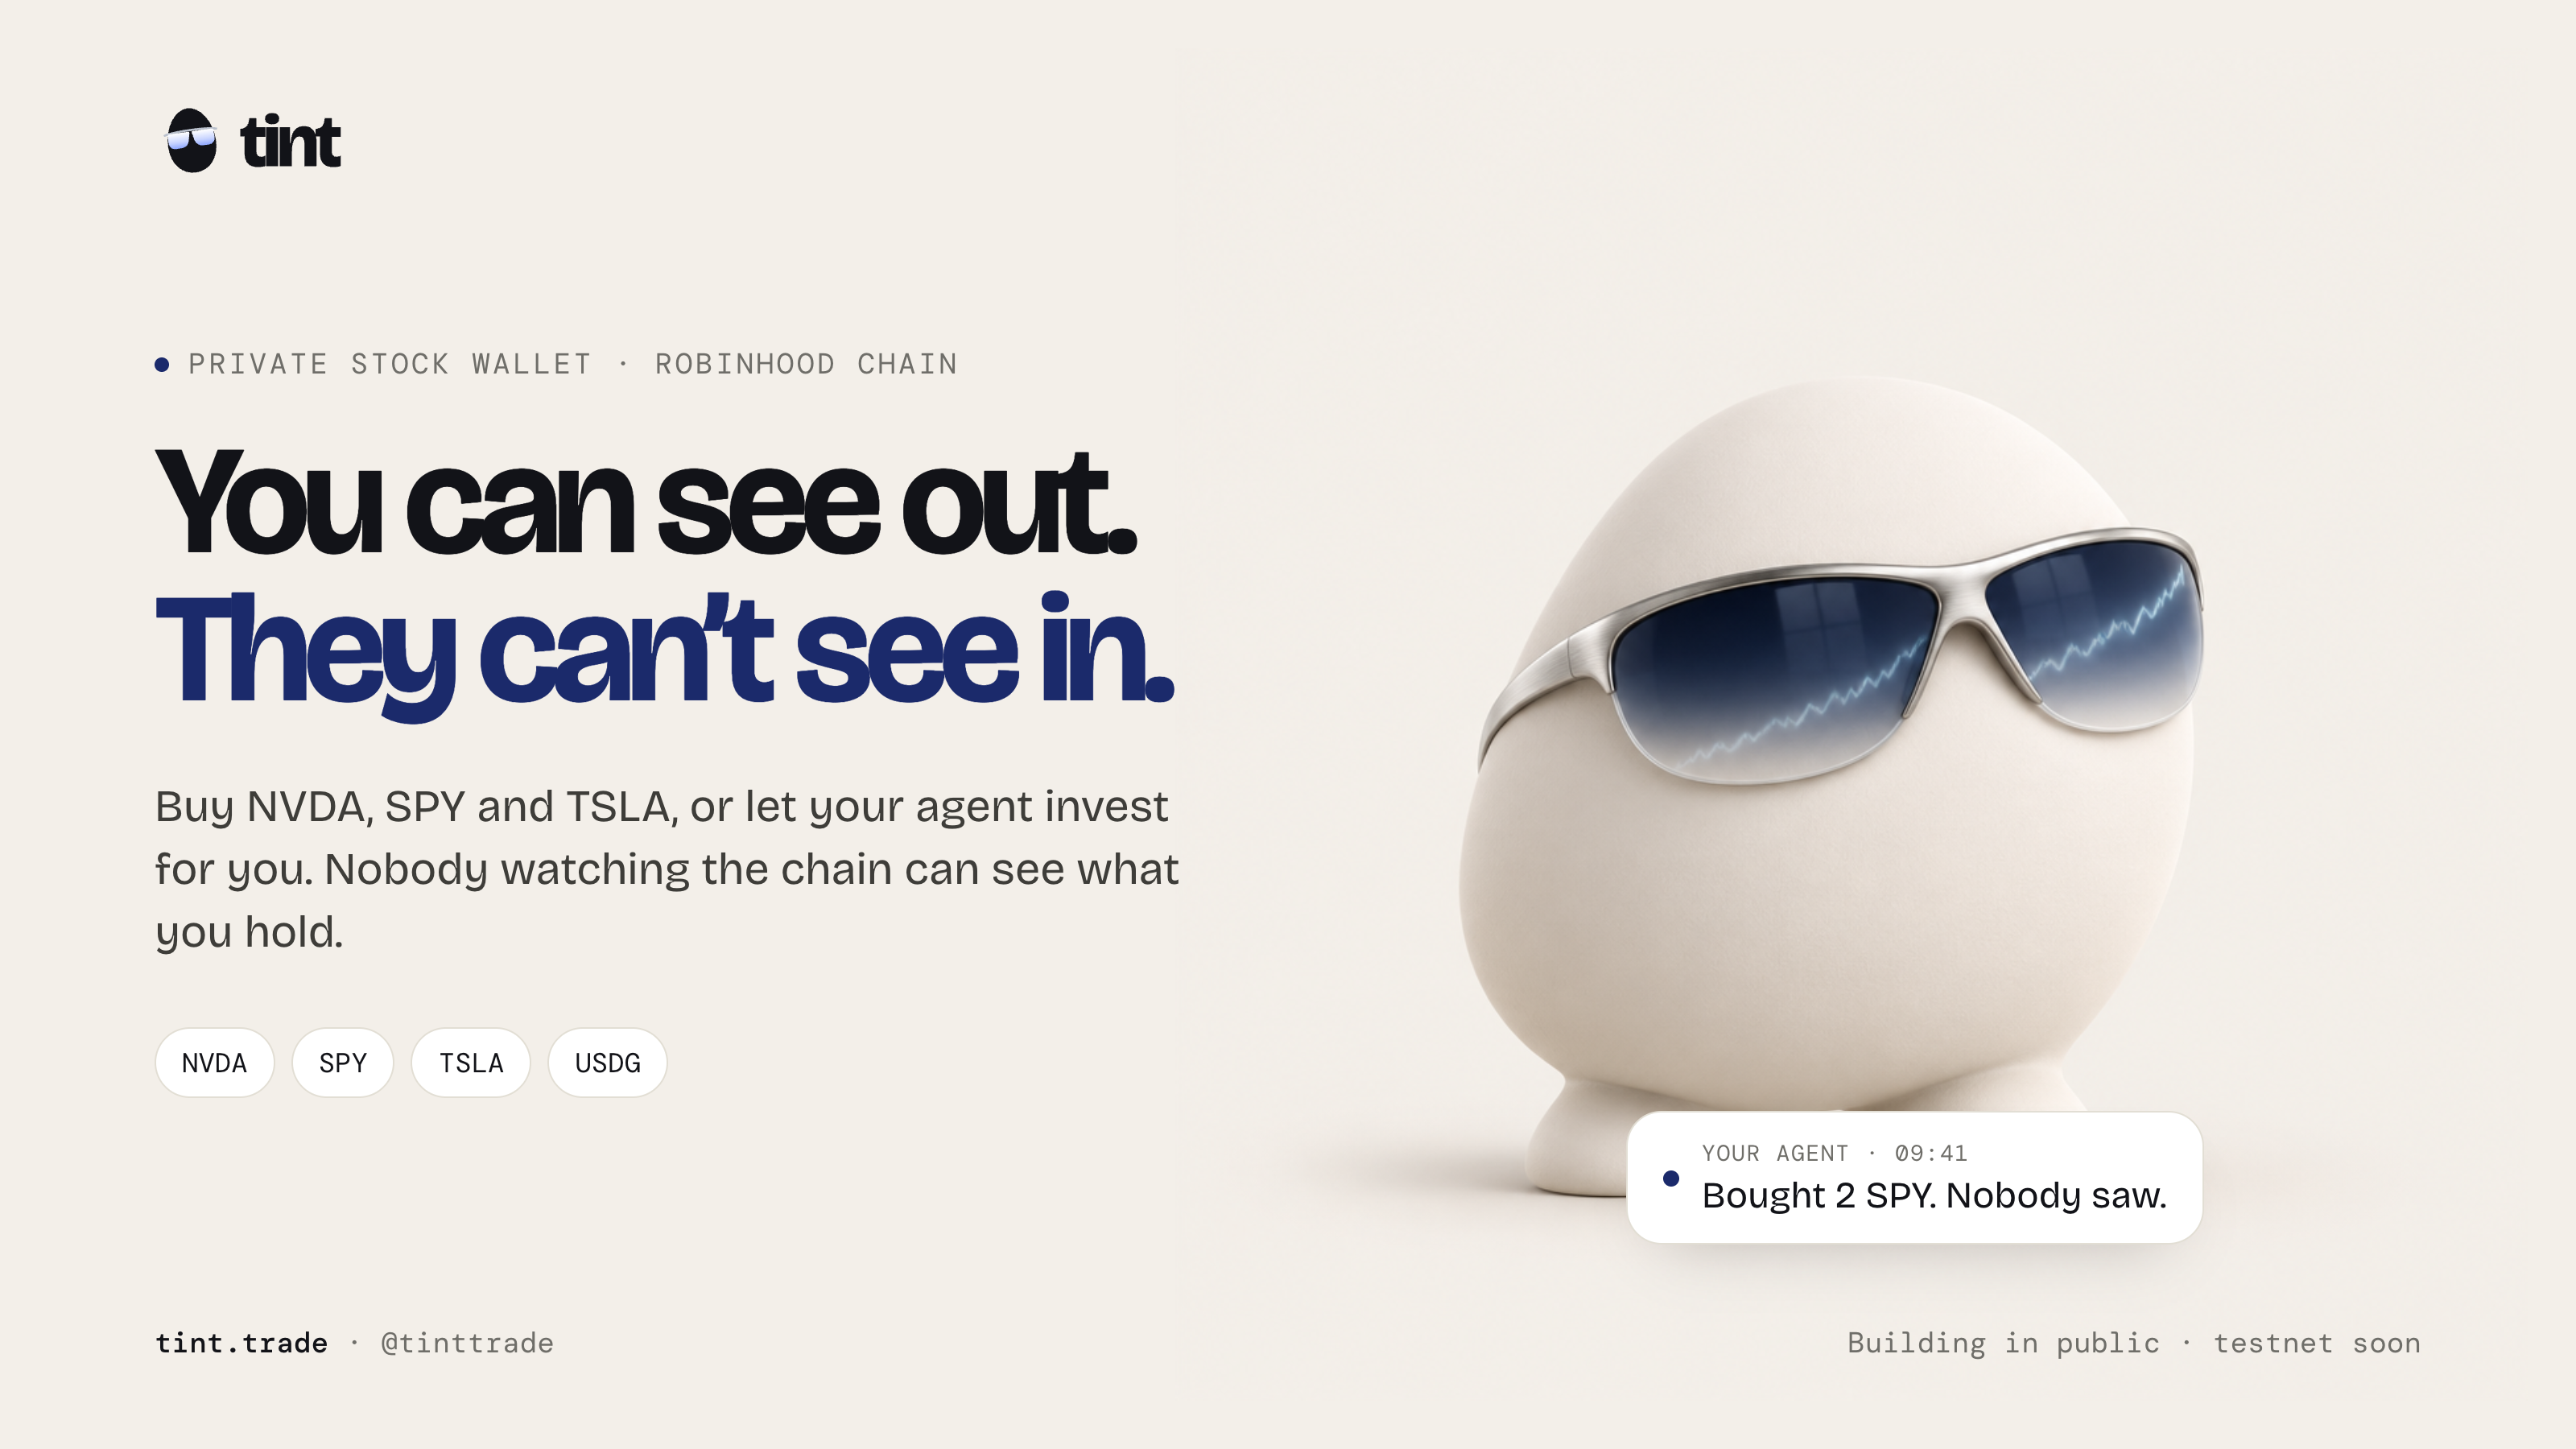 tint
PRIVATE STOCK WALLET · ROBINHOOD CHAIN
You can see out.
They can’t see in.
Buy NVDA, SPY and TSLA, or let your agent invest
for you. Nobody watching the chain can see what
you hold.
NVDA SPY TSLA USDG
YOUR AGENT · 09:41
Bought 2 SPY. Nobody saw.
tint.trade · @tinttrade
Building in public · testnet soon